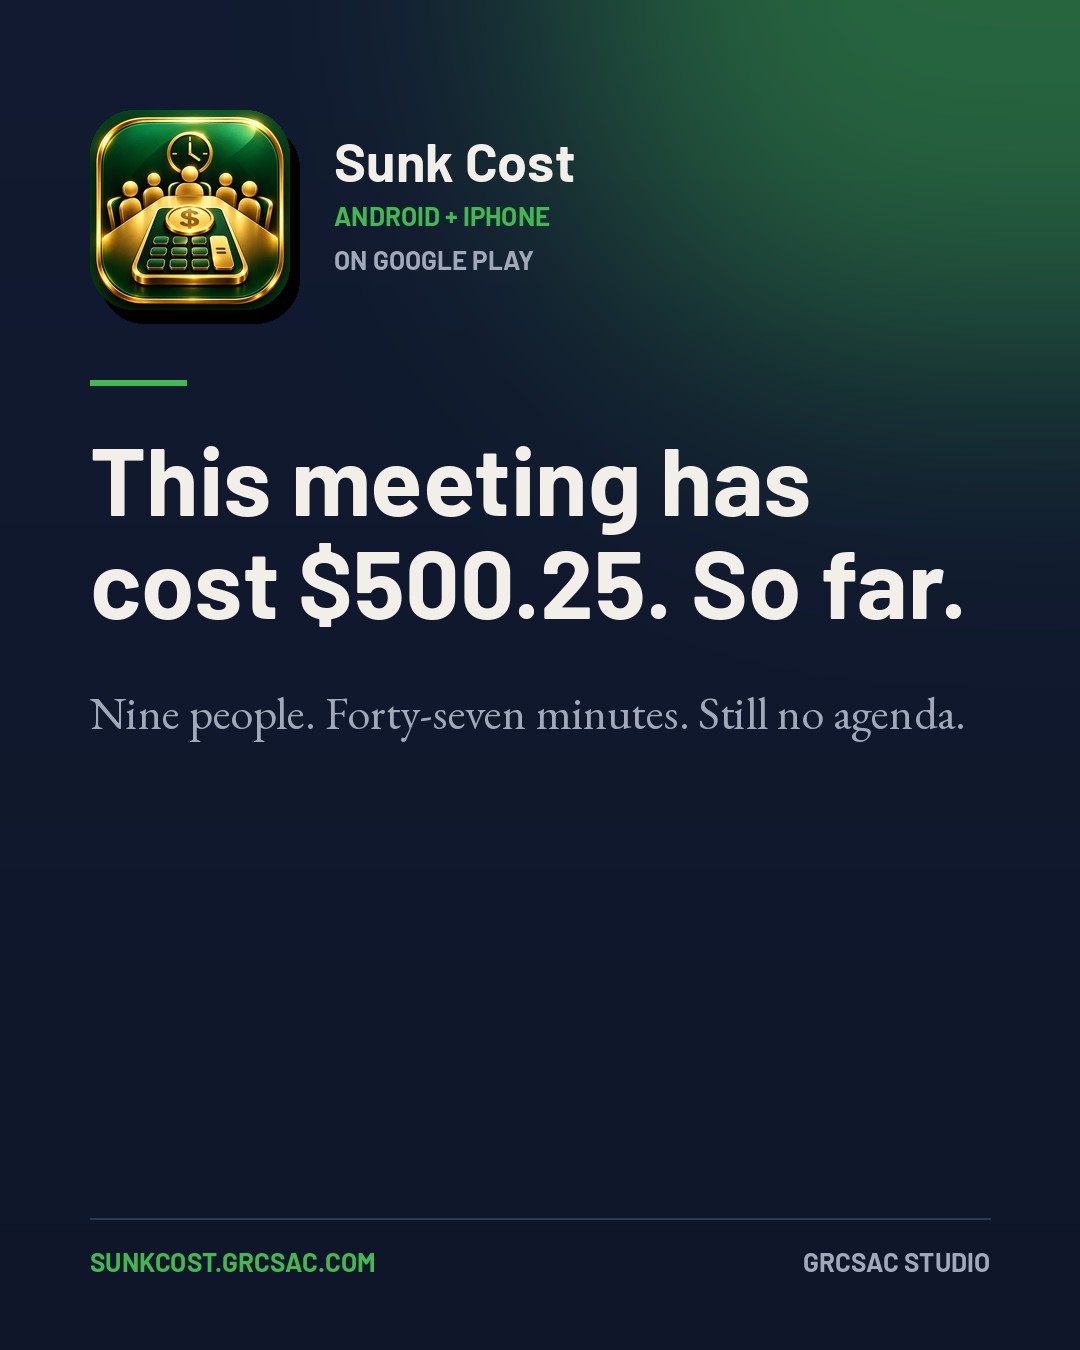 Sunk Cost
ANDROID + IPHONE
ON GOOGLE PLAY
This meeting has
cost $500.25. So far.
Nine people. Forty-seven minutes. Still no agenda.
SUNKCOST.GRCSAC.COM
GRCSAC STUDIO